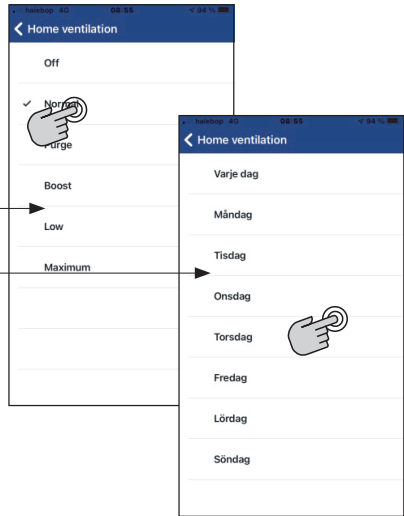 halebop 4G 08:55 94 %
Home ventilation
Off
Normal
Purge
Boost
Low
Maximum
halebop 4G 08:55 94 %
Home ventilation
Varje dag
Måndag
Tisdag
Onsdag
Torsdag
Fredag
Lördag
Söndag